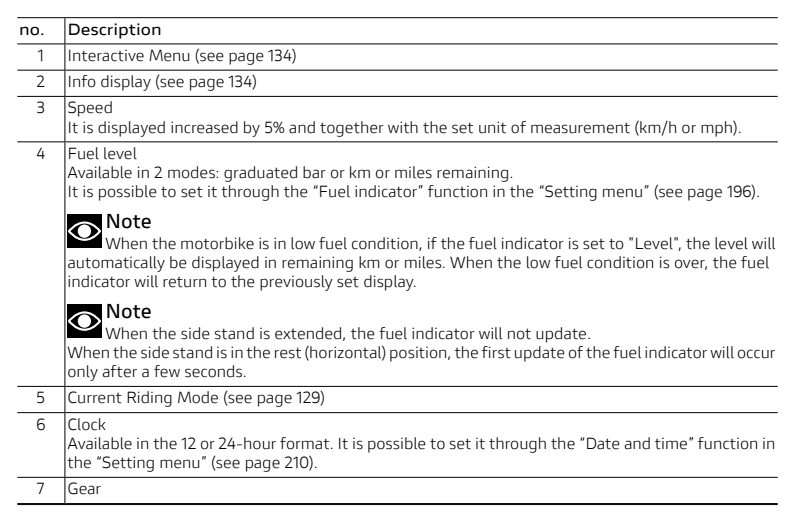 no. Description
1 Interactive Menu (see page 134)
2 Info display (see page 134)
3 Speed
It is displayed increased by 5% and together with the set unit of measurement (km/h or mph).
4 Fuel level
Available in 2 modes: graduated bar or km or miles remaining.
It is possible to set it through the “Fuel indicator” function in the “Setting menu” (see page 196).
Note
When the motorbike is in low fuel condition, if the fuel indicator is set to "Level", the level will
automatically be displayed in remaining km or miles. When the low fuel condition is over, the fuel
indicator will return to the previously set display.
Note
When the side stand is extended, the fuel indicator will not update.
When the side stand is in the rest (horizontal) position, the first update of the fuel indicator will occur
only after a few seconds.
5 Current Riding Mode (see page 129)
6 Clock
Available in the 12 or 24-hour format. It is possible to set it through the “Date and time” function in
the “Setting menu” (see page 210).
7 Gear